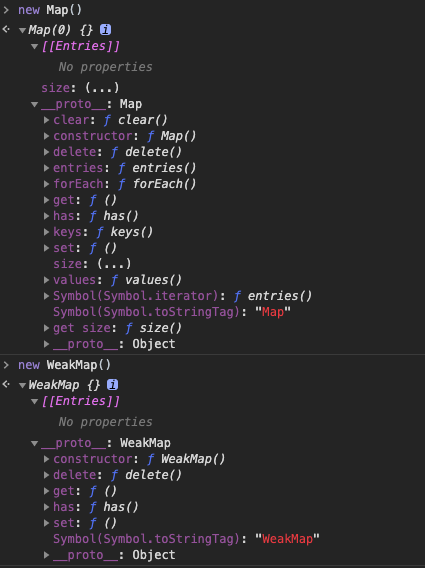 > new Map()
Map(0) {} i
[[Entries]]
No properties
size: (...)
__proto__: Map
clear: ƒ clear()
constructor: ƒ Map()
delete: ƒ delete()
entries: ƒ entries()
forEach: ƒ forEach()
get: ƒ ()
has: ƒ has()
keys: ƒ keys()
set: ƒ ()
size: (...)
values: ƒ values()
Symbol(Symbol.iterator): ƒ entries()
Symbol(Symbol.toStringTag): "Map"
get size: ƒ size()
__proto__: Object
> new WeakMap()
WeakMap {} i
[[Entries]]
No properties
__proto__: WeakMap
constructor: ƒ WeakMap()
delete: ƒ delete()
get: ƒ ()
has: ƒ has()
set: ƒ ()
Symbol(Symbol.toStringTag): "WeakMap"
__proto__: Object